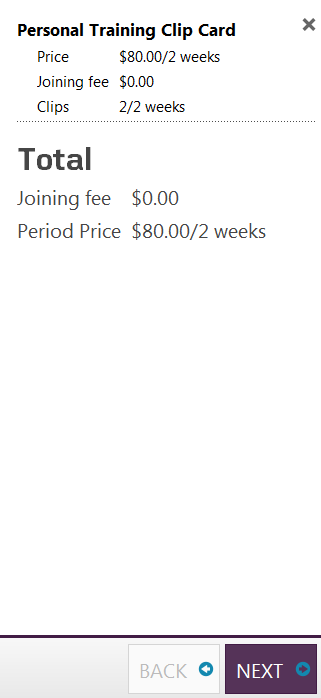 Personal Training Clip Card
Price $80.00/2 weeks
Joining fee $0.00
Clips 2/2 weeks
Total
Joining fee $0.00
Period Price $80.00/2 weeks
BACK NEXT